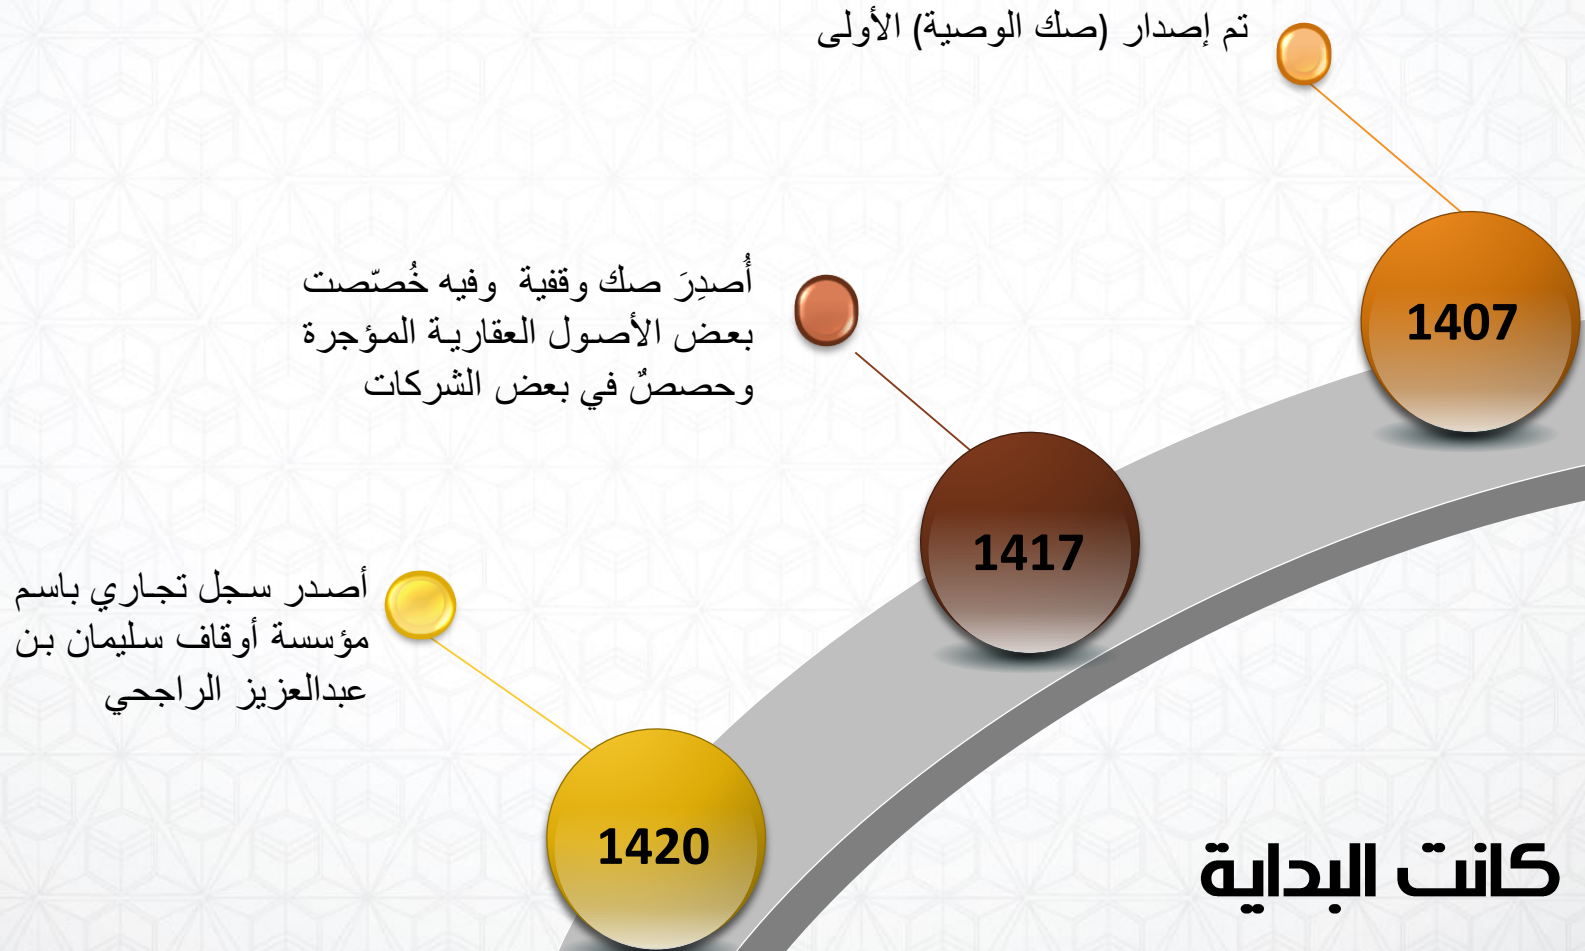 تم إصدار (صك الوصية) الأولى
1407
أُصدِرَ صك وقفية وفيه خُصّصت
بعض الأصول العقارية المؤجرة
وحصصٌ في بعض الشركات
1417
أصدر سجل تجاري باسم
مؤسسة أوقاف سليمان بن
عبدالعزيز الراجحي
1420
كانت البداية